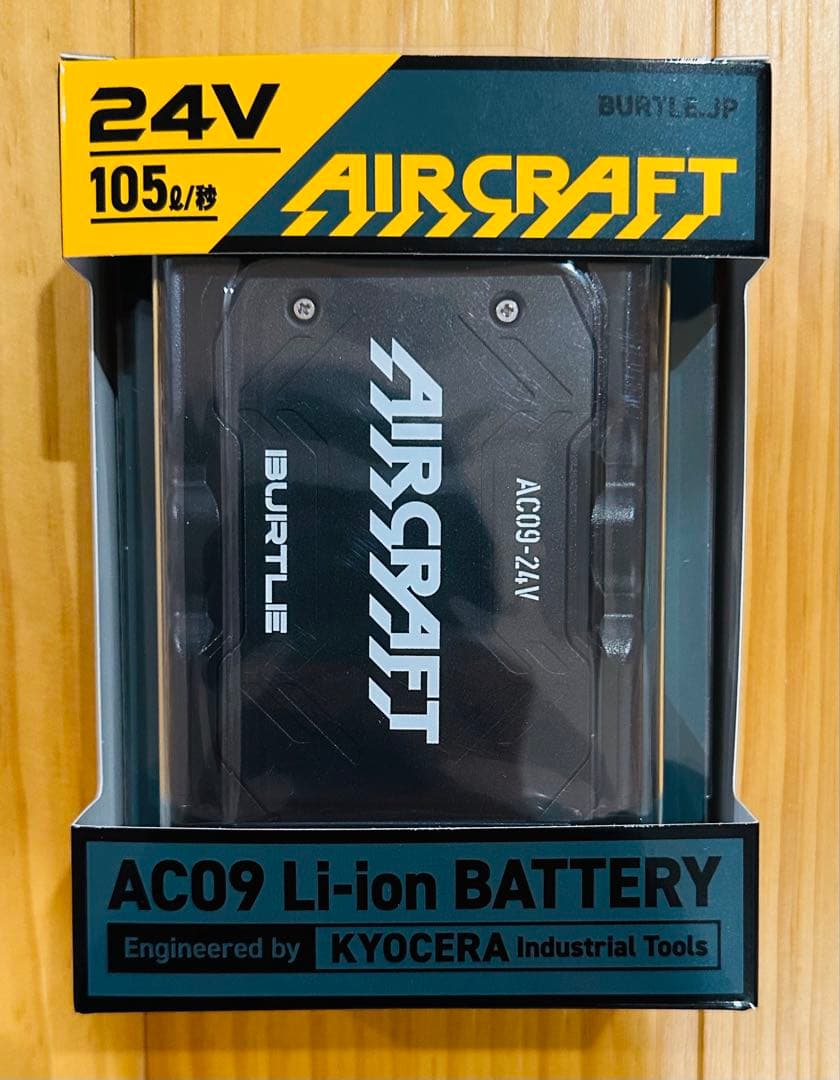 24V
105ℓ/秒
BURTLE.JP
AIRCRAFT
AC09-24V
AIRCRAFT
BURTLE
AC09 Li-ion BATTERY
Engineered by KYOCERA Industrial Tools